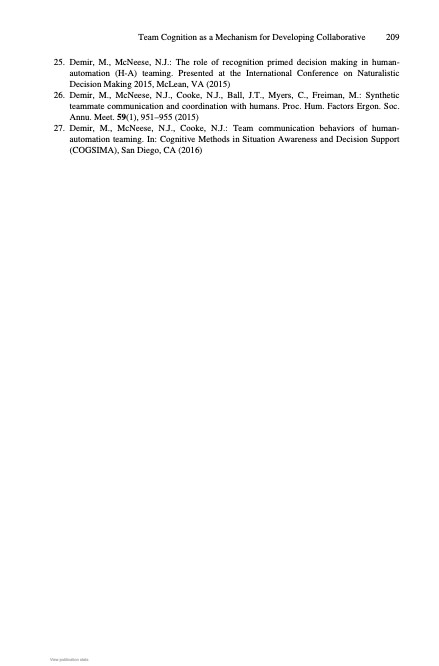 Team Cognition as a Mechanism for Developing Collaborative 209
25. Demir, M., McNeese, N.J.: The role of recognition primed decision making in human-
automation (H-A) teaming. Presented at the International Conference on Naturalistic
Decision Making 2015, McLean, VA (2015)
26. Demir, M., McNeese, N.J., Cooke, N.J., Ball, J.T., Myers, C., Freiman, M.: Synthetic
teammate communication and coordination with humans. Proc. Hum. Factors Ergon. Soc.
Annu. Meet. 59(1), 951–955 (2015)
27. Demir, M., McNeese, N.J., Cooke, N.J.: Team communication behaviors of human-
automation teaming. In: Cognitive Methods in Situation Awareness and Decision Support
(COGSIMA), San Diego, CA (2016)
View publication stats